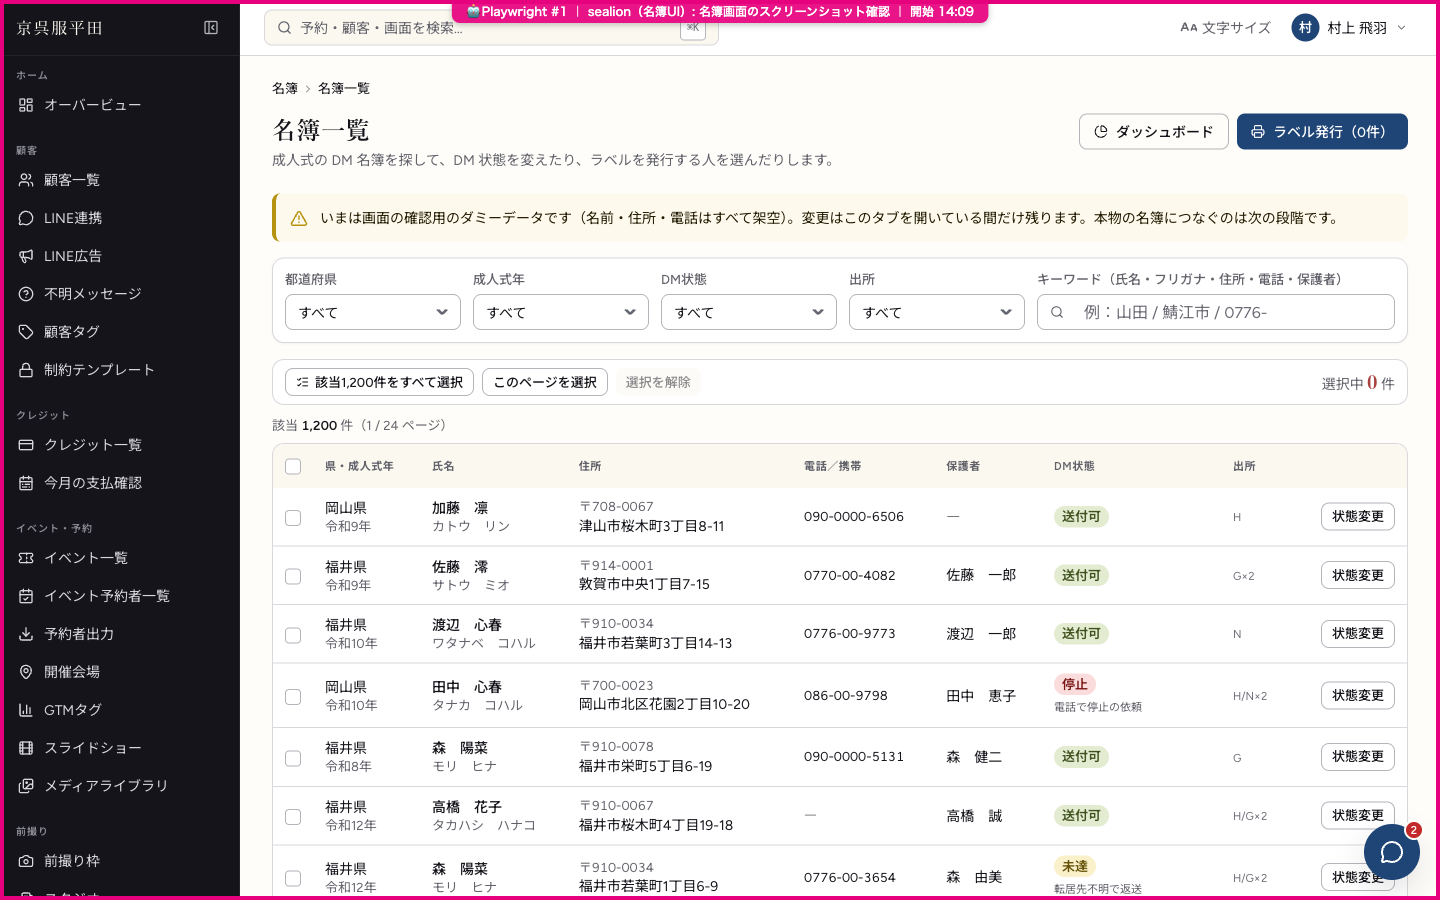 🤖Playwright #1 ｜ sealion（名簿UI）: 名簿画面のスクリーンショット確認 ｜ 開始 14:09
京呉服平田
予約・顧客・画面を検索...
⌘K
AA 文字サイズ
村 村上 飛羽
ホーム
オーバービュー
顧客
顧客一覧
LINE連携
LINE広告
不明メッセージ
顧客タグ
制約テンプレート
クレジット
クレジット一覧
今月の支払確認
イベント・予約
イベント一覧
イベント予約者一覧
予約者出力
開催会場
GTMタグ
スライドショー
メディアライブラリ
前撮り
前撮り枠
名簿 › 名簿一覧
名簿一覧
成人式の DM 名簿を探して、DM 状態を変えたり、ラベルを発行する人を選んだりします。
ダッシュボード
ラベル発行（0件）
いまは画面の確認用のダミーデータです（名前・住所・電話はすべて架空）。変更はこのタブを開いている間だけ残ります。本物の名簿につなぐのは次の段階です。
都道府県 成人式年 DM状態 出所 キーワード（氏名・フリガナ・住所・電話・保護者）
すべて すべて すべて すべて 例：山田 / 鯖江市 / 0776-
該当1,200件をすべて選択 このページを選択 選択を解除 選択中 0 件
該当 1,200 件（1 / 24 ページ）
県・成人式年 氏名 住所 電話／携帯 保護者 DM状態 出所
岡山県 加藤　凛 〒708-0067
令和9年 カトウ　リン 津山市桜木町3丁目8-11 090-0000-6506 — 送付可 H 状態変更
福井県 佐藤　澪 〒914-0001
令和9年 サトウ　ミオ 敦賀市中央1丁目7-15 0770-00-4082 佐藤　一郎 送付可 G×2 状態変更
福井県 渡辺　心春 〒910-0034
令和10年 ワタナベ　コハル 福井市若葉町3丁目14-13 0776-00-9773 渡辺　一郎 送付可 N 状態変更
岡山県 田中　心春 〒700-0023 停止
令和10年 タナカ　コハル 岡山市北区花園2丁目10-20 086-00-9798 田中　恵子 電話で停止の依頼 H/N×2 状態変更
福井県 森　陽菜 〒910-0078
令和8年 モリ　ヒナ 福井市栄町5丁目6-19 090-0000-5131 森　健二 送付可 G 状態変更
福井県 高橋　花子 〒910-0067
令和12年 タカハシ　ハナコ 福井市桜木町4丁目19-18 — 高橋　誠 送付可 H/G×2 状態変更
福井県 森　陽菜 〒910-0034 未達
令和12年 モリ　ヒナ 福井市若葉町1丁目6-9 0776-00-3654 森　由美 転居先不明で返送 H/G×2 状態変更
2